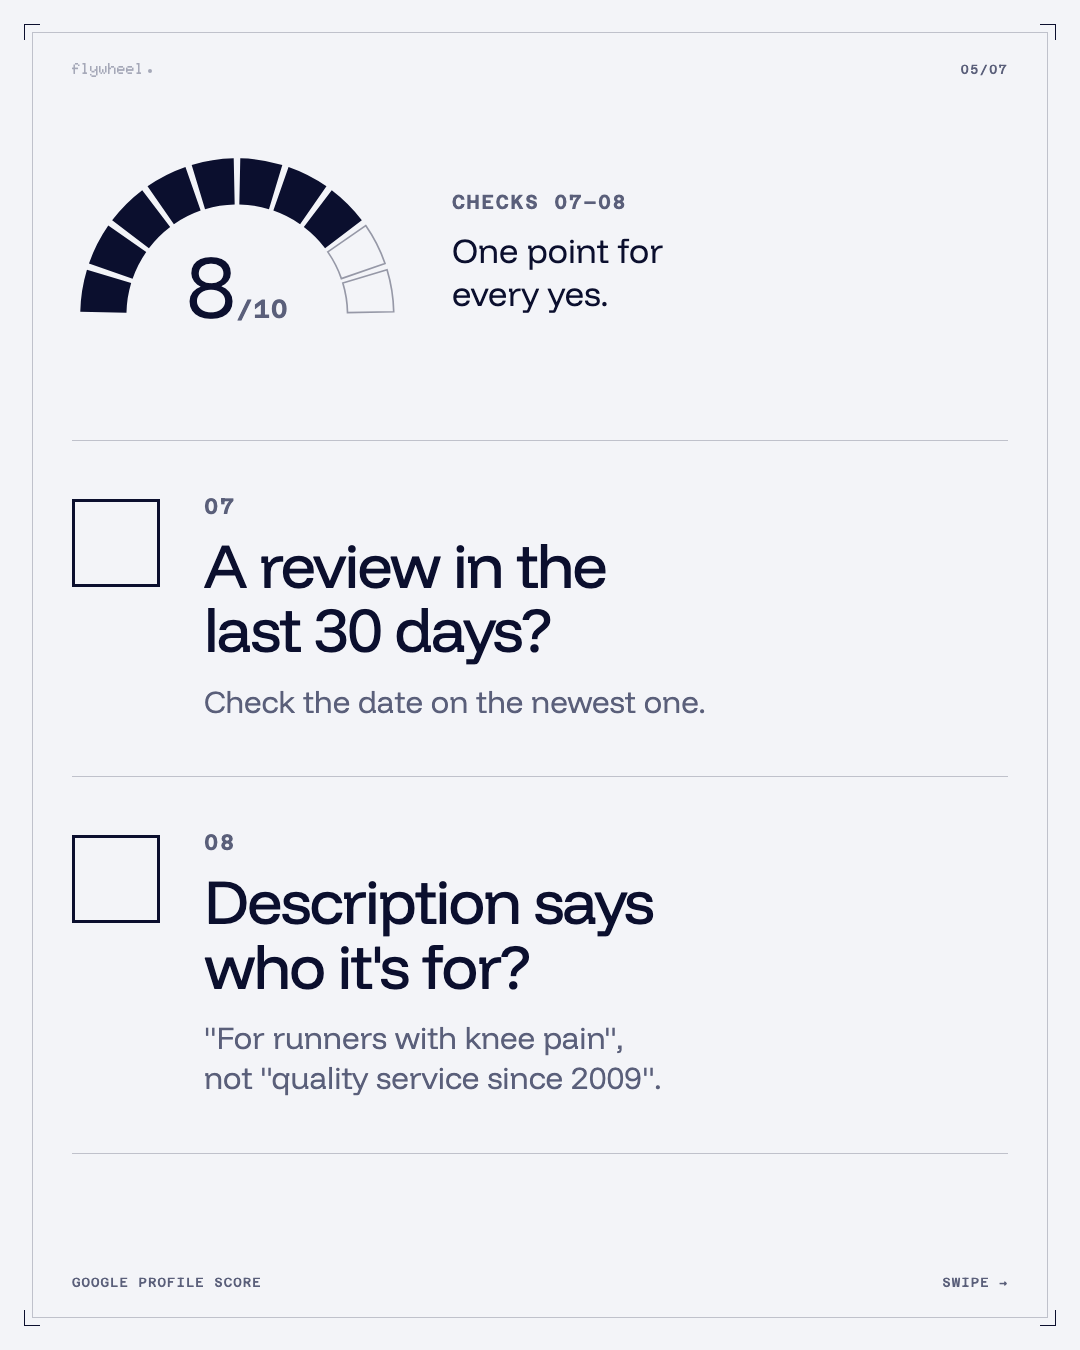 flywheel
05/07
8/10
CHECKS 07–08
One point for
every yes.
07
A review in the
last 30 days?
Check the date on the newest one.
08
Description says
who it's for?
"For runners with knee pain",
not "quality service since 2009".
GOOGLE PROFILE SCORE
SWIPE →